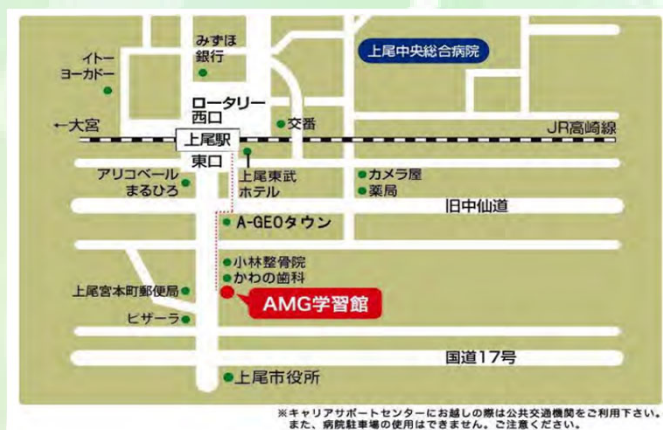 みずほ
銀行
イトー
ヨーカドー
上尾中央総合病院
ロータリー
西口
交番
←大宮
JR高崎線
上尾駅
東口
アリコベール
まるひろ
上尾東武
ホテル
カメラ屋
薬局
旧中仙道
A-GEOタウン
小林整骨院
かわの歯科
上尾宮本町郵便局
AMG学習館
ピザーラ
国道17号
上尾市役所
※キャリアサポートセンターにお越しの際は公共交通機関をご利用下さい。
また、病院駐車場の使用はできません。ご注意ください。